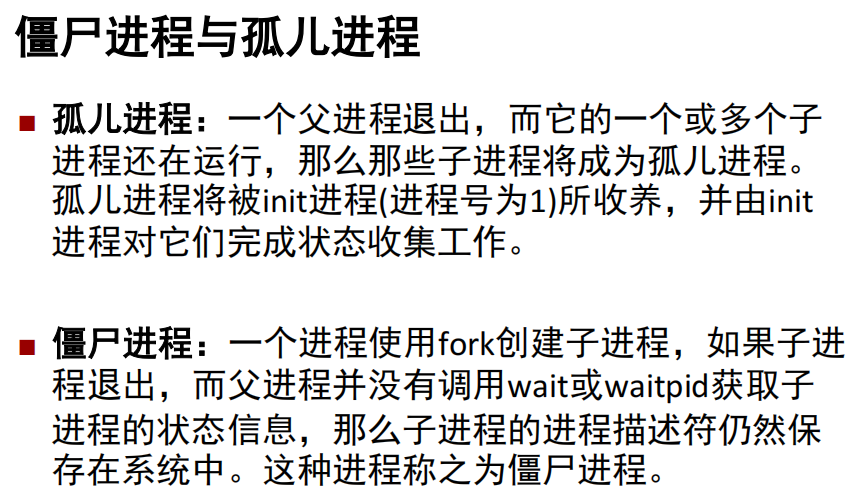 僵尸进程与孤儿进程
■ 孤儿进程：一个父进程退出，而它的一个或多个子
进程还在运行，那么那些子进程将成为孤儿进程。
孤儿进程将被init进程(进程号为1)所收养，并由init
进程对它们完成状态收集工作。
■ 僵尸进程：一个进程使用fork创建子进程，如果子进
程退出，而父进程并没有调用wait或waitpid获取子
进程的状态信息，那么子进程的进程描述符仍然保
存在系统中。这种进程称之为僵尸进程。